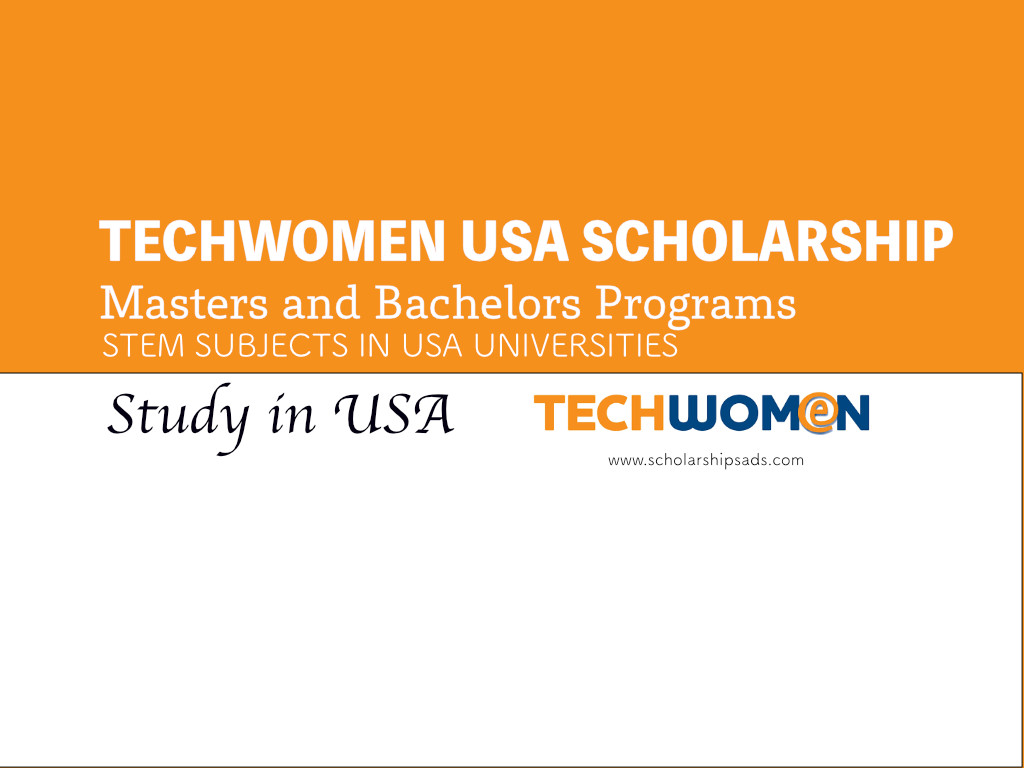 TECHWOMEN USA SCHOLARSHIP
Masters and Bachelors Programs
STEM SUBJECTS IN USA UNIVERSITIES
Study in USA
TECHWOMEN
www.scholarshipsads.com